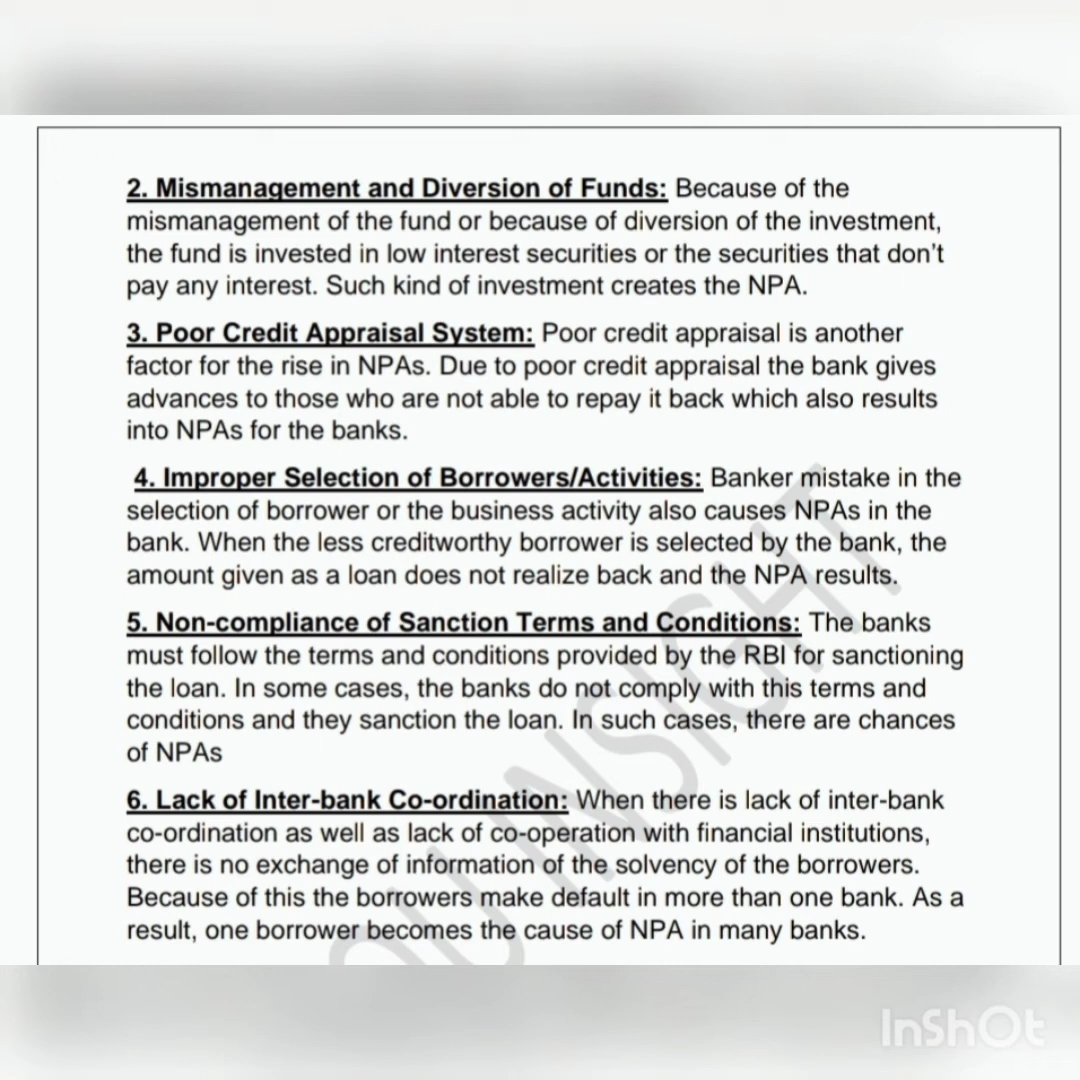 2. Mismanagement and Diversion of Funds: Because of the
mismanagement of the fund or because of diversion of the investment,
the fund is invested in low interest securities or the securities that don't
pay any interest. Such kind of investment creates the NPA.
3. Poor Credit Appraisal System: Poor credit appraisal is another
factor for the rise in NPAs. Due to poor credit appraisal the bank gives
advances to those who are not able to repay it back which also results
into NPAs for the banks.
4. Improper Selection of Borrowers/Activities: Banker mistake in the
selection of borrower or the business activity also causes NPAs in the
bank. When the less creditworthy borrower is selected by the bank, the
amount given as a loan does not realize back and the NPA results.
5. Non-compliance of Sanction Terms and Conditions: The banks
must follow the terms and conditions provided by the RBI for sanctioning
the loan. In some cases, the banks do not comply with this terms and
conditions and they sanction the loan. In such cases, there are chances
of NPAs
6. Lack of Inter-bank Co-ordination: When there is lack of inter-bank
co-ordination as well as lack of co-operation with financial institutions,
there is no exchange of information of the solvency of the borrowers.
Because of this the borrowers make default in more than one bank. As a
result, one borrower becomes the cause of NPA in many banks.
OU INSIGHT
InShOt